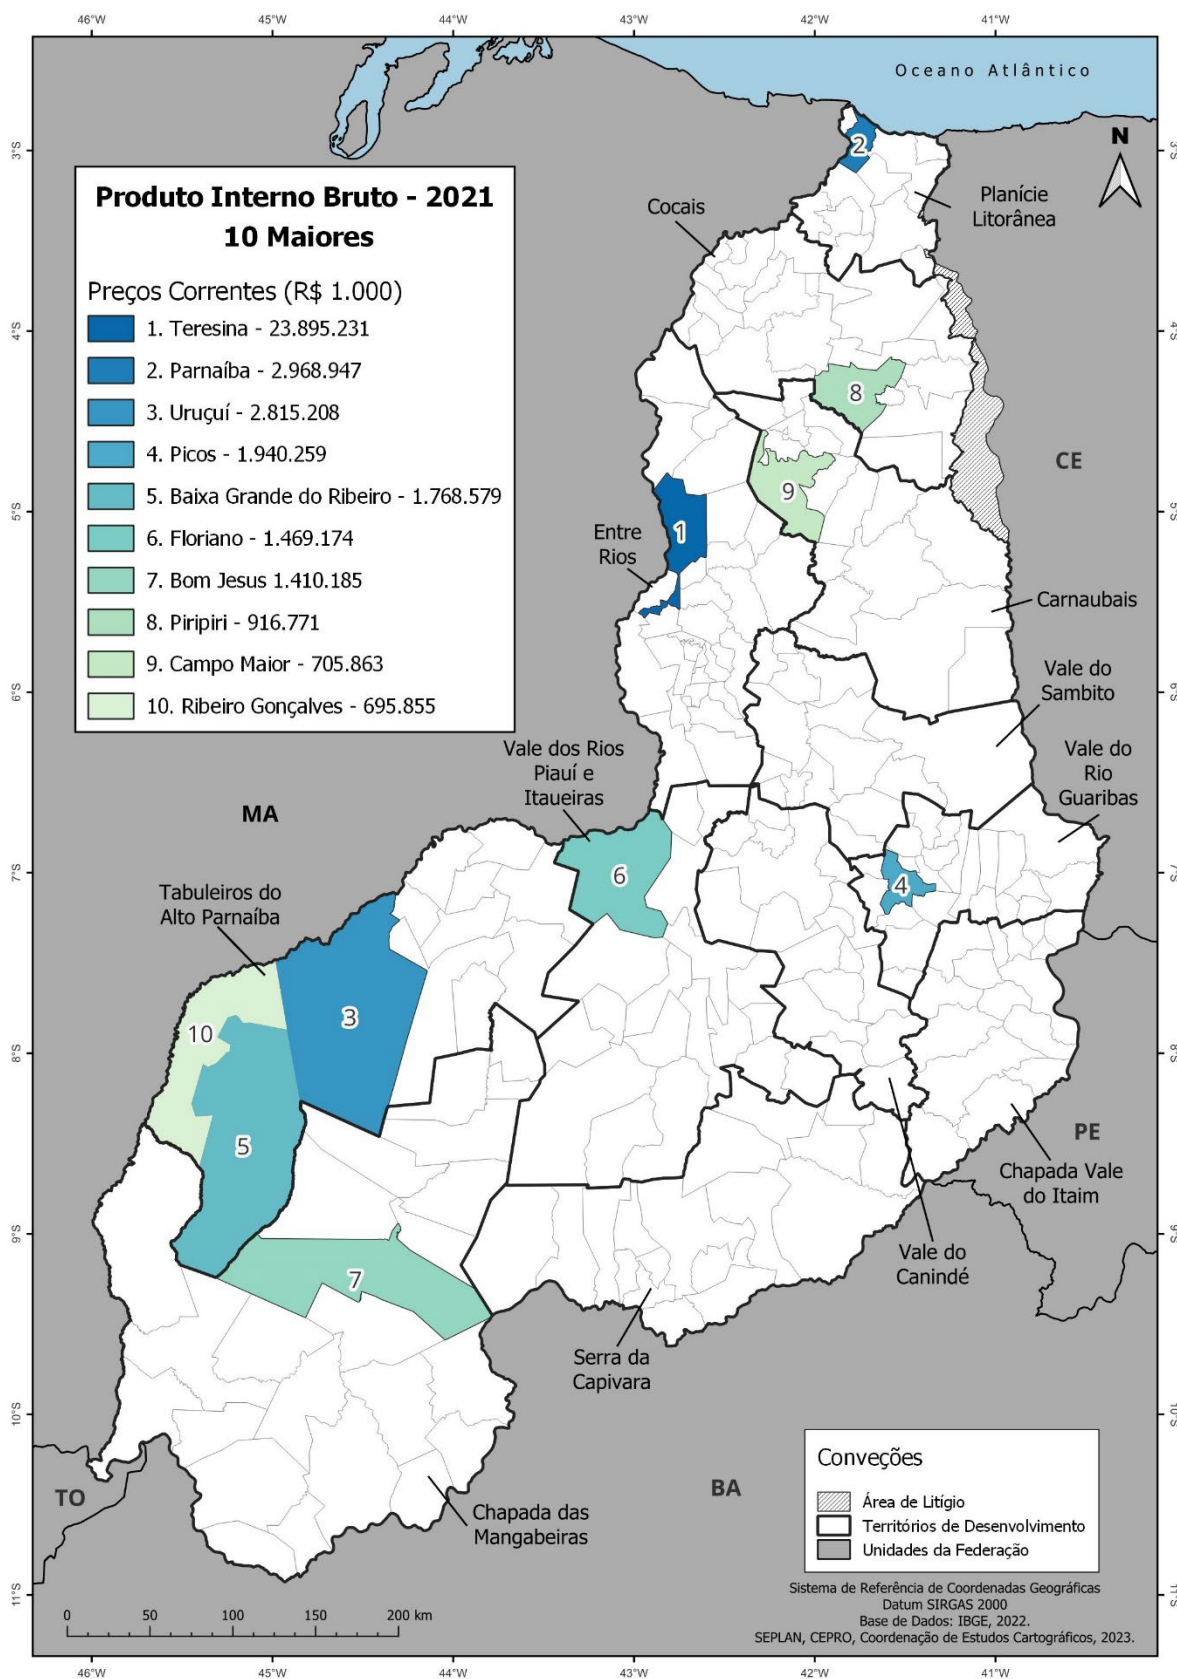 46°W
45°W
44°W
43°W
42°W
41°W
Oceano Atlântico
N
3°S
Produto Interno Bruto - 2021
10 Maiores
Preços Correntes (R$ 1.000)
1. Teresina - 23.895.231
2. Parnaíba - 2.968.947
3. Uruçuí - 2.815.208
4. Picos - 1.940.259
5. Baixa Grande do Ribeiro - 1.768.579
6. Floriano - 1.469.174
7. Bom Jesus 1.410.185
8. Piripiri - 916.771
9. Campo Maior - 705.863
10. Ribeiro Gonçalves - 695.855
2
Cocais
Planície
Litorânea
4°S
8
CE
9
5°S
1
Entre
Rios
Carnaubais
Vale do
Sambito
6°S
Vale dos Rios
Piauí e
Itaueiras
Vale do
Rio
Guaribas
MA
7°S
6
4
Tabuleiros do
Alto Parnaíba
3
10
8°S
5
PE
Chapada Vale
do Itaim
9°S
7
Vale do
Canindé
Serra da
Capivara
10°S
TO
BA
Chapada das
Mangabeiras
Conveções
Área de Litígio
Territórios de Desenvolvimento
Unidades da Federação
11°S
Sistema de Referência de Coordenadas Geográficas
Datum SIRGAS 2000
Base de Dados: IBGE, 2022.
SEPLAN, CEPRO, Coordenação de Estudos Cartográficos, 2023.
0 50 100 150 200 km
46°W
45°W
44°W
43°W
42°W
41°W